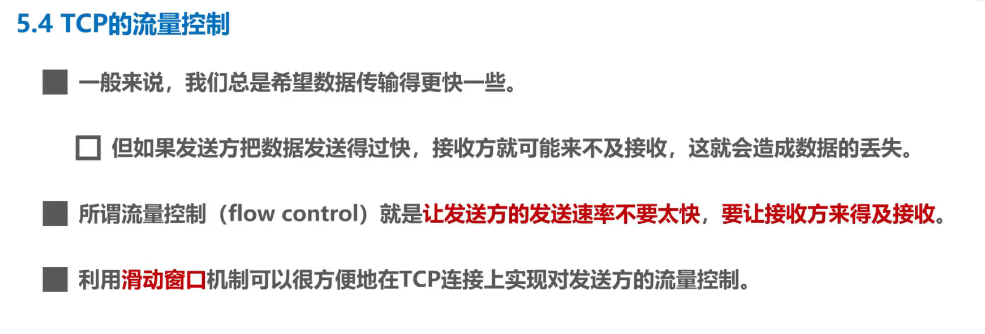 5.4 TCP的流量控制
一般来说，我们总是希望数据传输得更快一些。
但如果发送方把数据发送得过快，接收方就可能来不及接收，这就会造成数据的丢失。
所谓流量控制（flow control）就是让发送方的发送速率不要太快，要让接收方来得及接收。
利用滑动窗口机制可以很方便地在TCP连接上实现对发送方的流量控制。